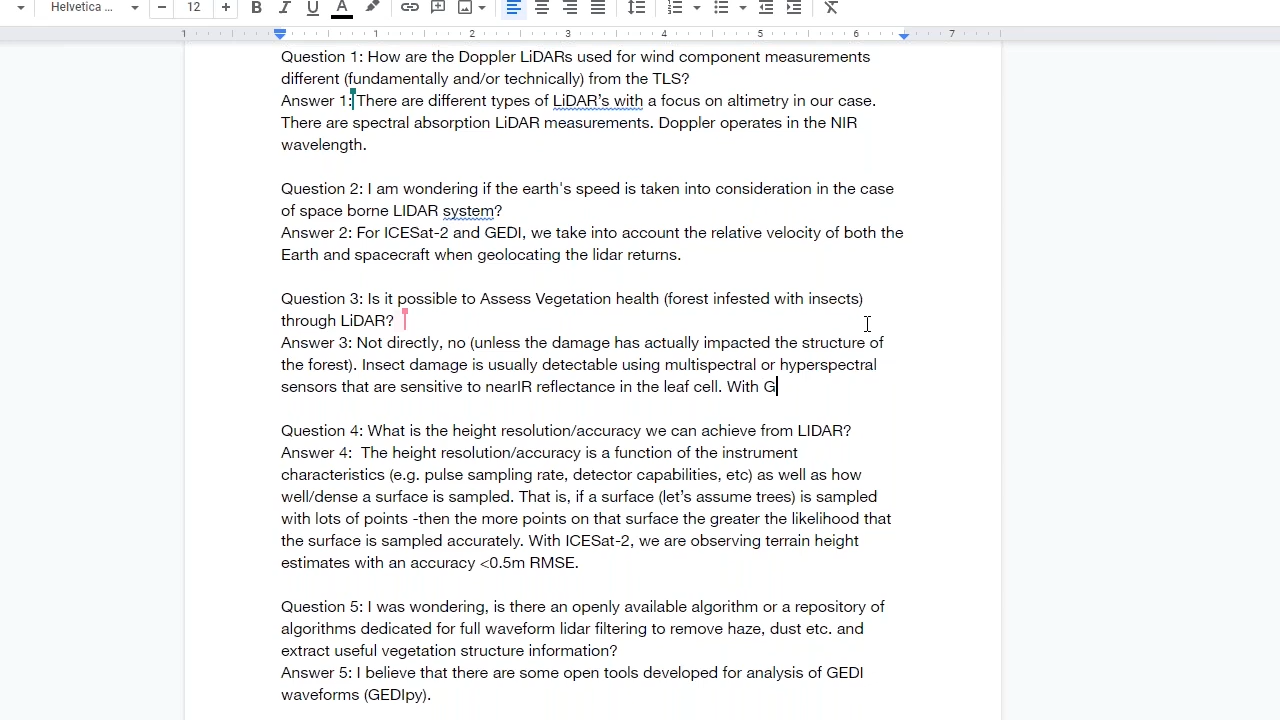 Helvetica ...
12
B I U A
1 1 2 3 4 5 6 7
Question 1: How are the Doppler LiDARs used for wind component measurements
different (fundamentally and/or technically) from the TLS?
Answer 1: There are different types of LiDAR's with a focus on altimetry in our case.
There are spectral absorption LiDAR measurements. Doppler operates in the NIR
wavelength.
Question 2: I am wondering if the earth's speed is taken into consideration in the case
of space borne LIDAR system?
Answer 2: For ICESat-2 and GEDI, we take into account the relative velocity of both the
Earth and spacecraft when geolocating the lidar returns.
Question 3: Is it possible to Assess Vegetation health (forest infested with insects)
through LiDAR?
Answer 3: Not directly, no (unless the damage has actually impacted the structure of
the forest). Insect damage is usually detectable using multispectral or hyperspectral
sensors that are sensitive to nearIR reflectance in the leaf cell. With G
Question 4: What is the height resolution/accuracy we can achieve from LIDAR?
Answer 4:  The height resolution/accuracy is a function of the instrument
characteristics (e.g. pulse sampling rate, detector capabilities, etc) as well as how
well/dense a surface is sampled. That is, if a surface (let's assume trees) is sampled
with lots of points -then the more points on that surface the greater the likelihood that
the surface is sampled accurately. With ICESat-2, we are observing terrain height
estimates with an accuracy <0.5m RMSE.
Question 5: I was wondering, is there an openly available algorithm or a repository of
algorithms dedicated for full waveform lidar filtering to remove haze, dust etc. and
extract useful vegetation structure information?
Answer 5: I believe that there are some open tools developed for analysis of GEDI
waveforms (GEDIpy).